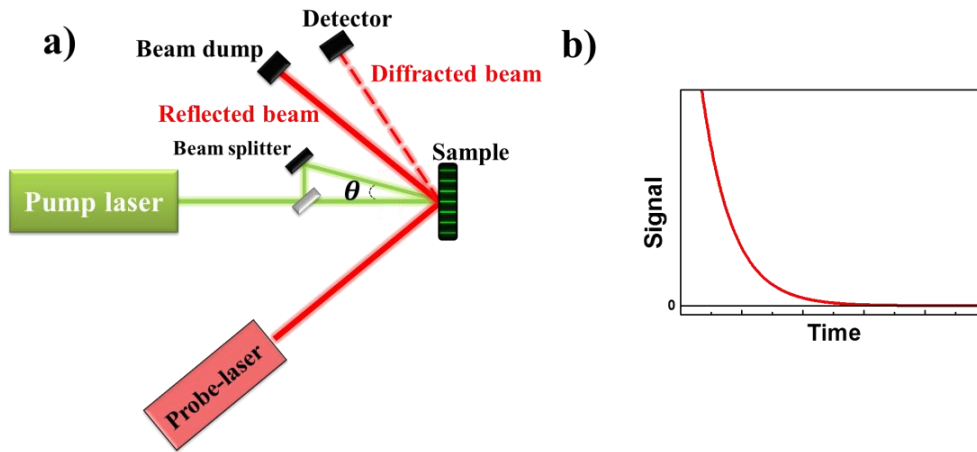 a)
Detector
Beam dump
Diffracted beam
Reflected beam
Beam splitter
Sample
Pump laser
θ
Probe-laser
b)
Signal
0
Time